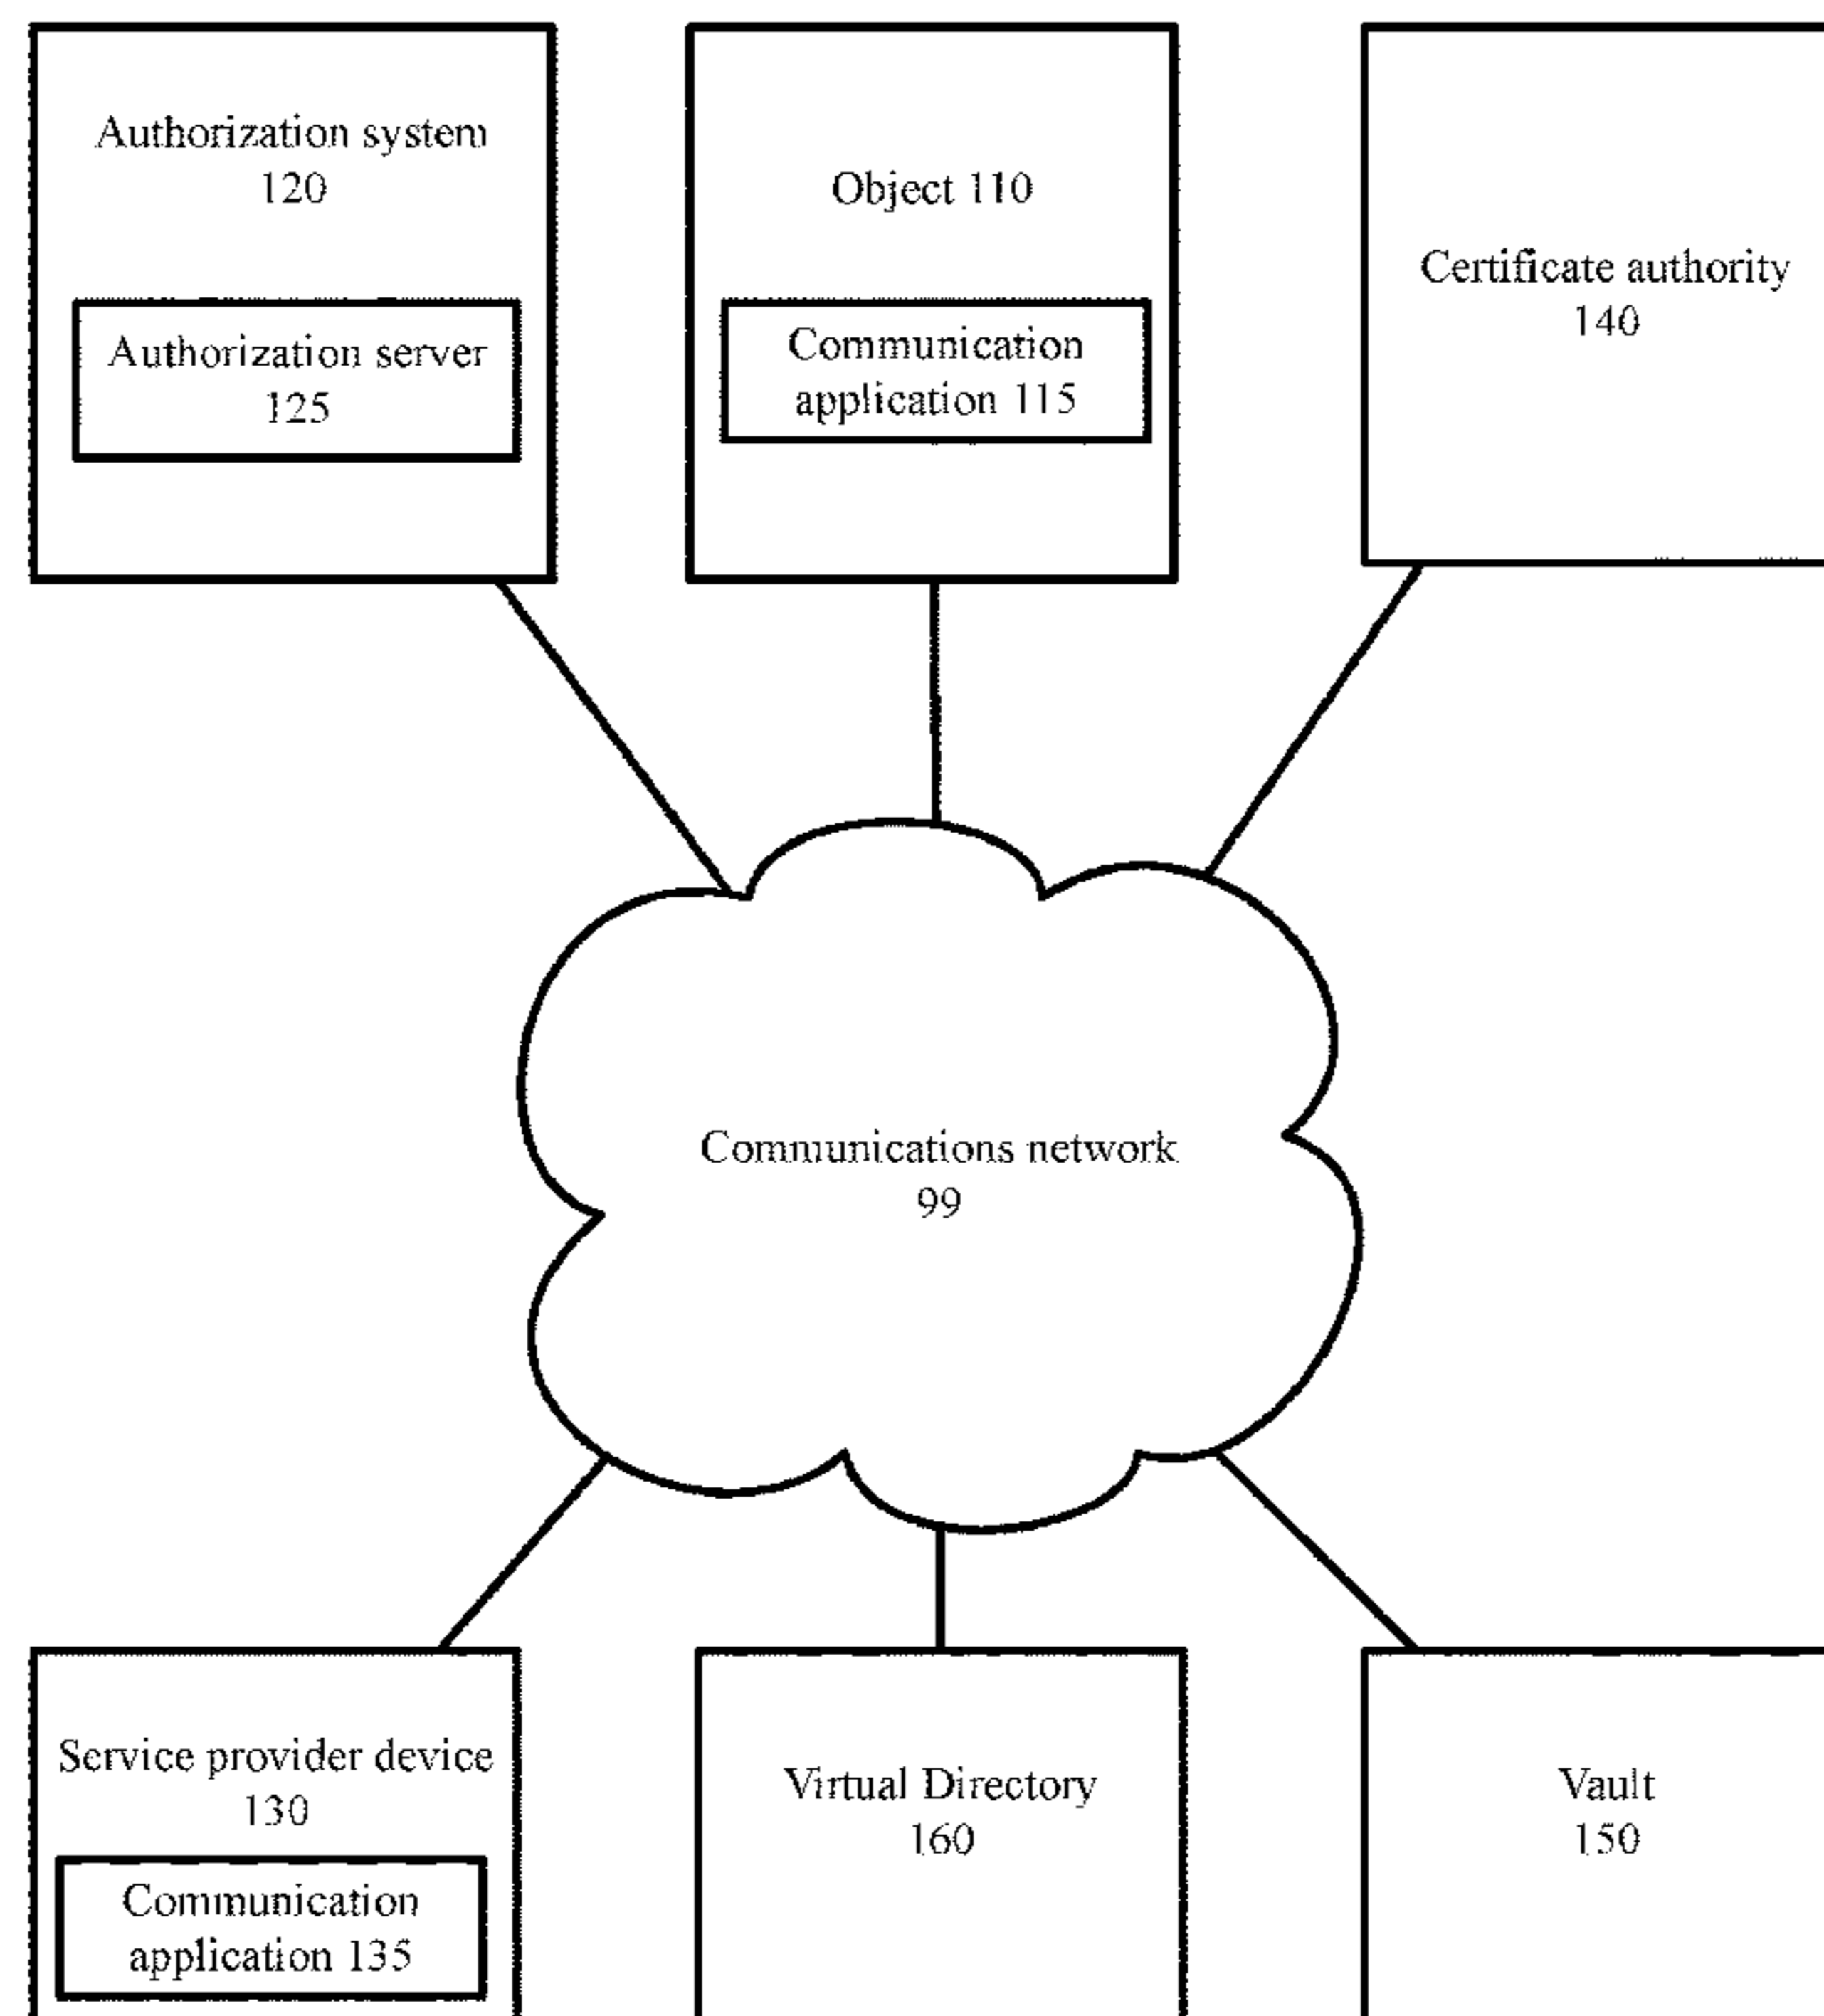 Authorization system
120
Authorization server
125
Object 110
Communication
application 115
Certificate authority
140
Communications network
99
Service provider device
130
Communication
application 135
Virtual Directory
160
Vault
150